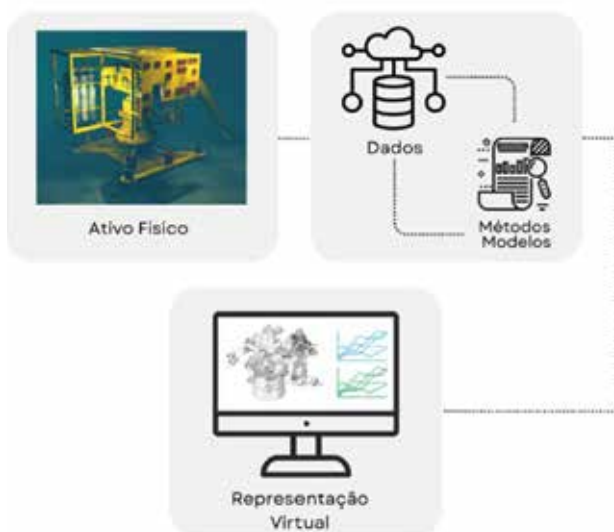 Ativo Físico
Dados
Métodos
Modelos
Representação
Virtual